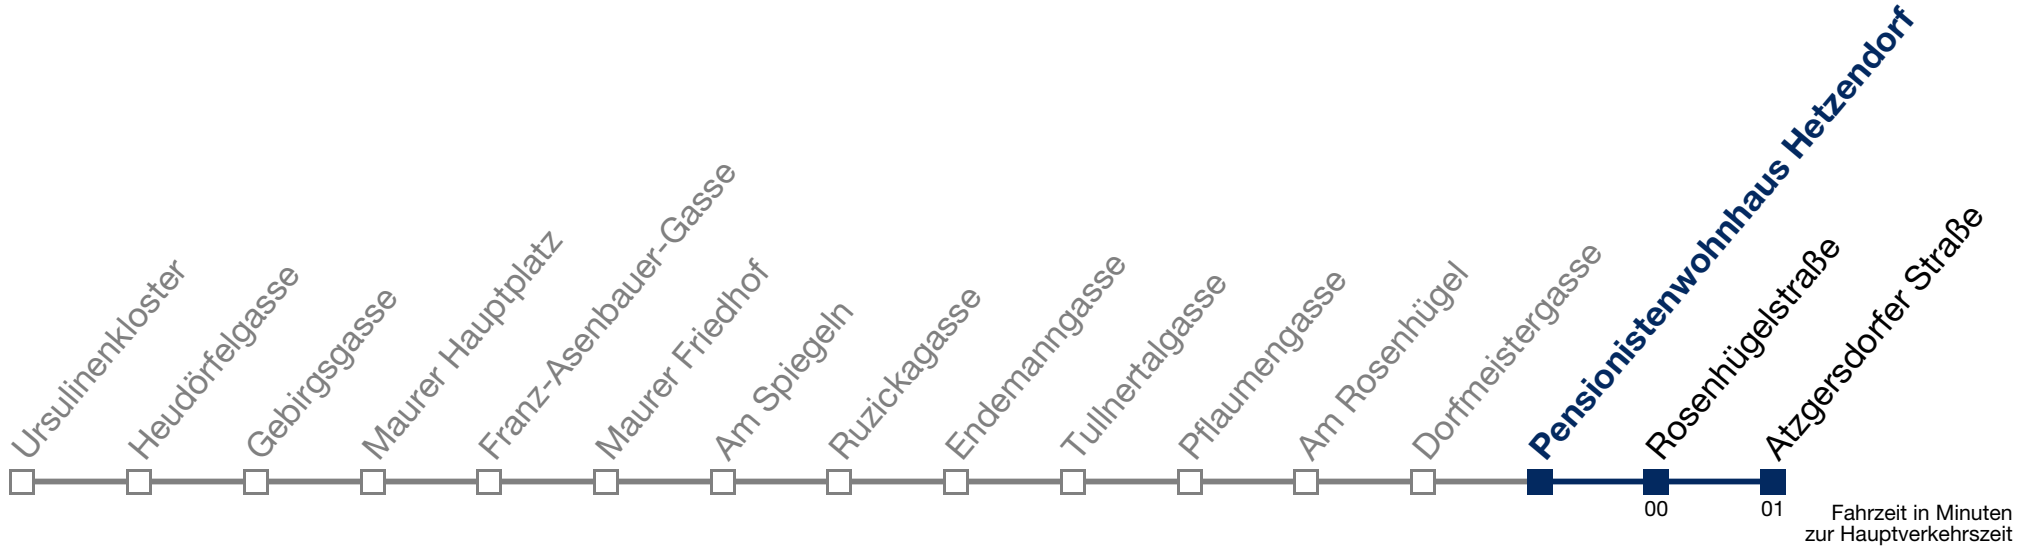 Ursulinenkloster
Heudörfelgasse
Gebirgsgasse
Maurer Hauptplatz
Franz-Asenbauer-Gasse
Maurer Friedhof
Am Spiegeln
Ruzickagasse
Endemanngasse
Tullnertalgasse
Pflaumengasse
Am Rosenhügel
Dorfmeistergasse
Pensionistenwohnhaus Hetzendorf
Rosenhügelstraße
Atzgersdorfer Straße
00
01
Fahrzeit in Minuten
zur Hauptverkehrszeit